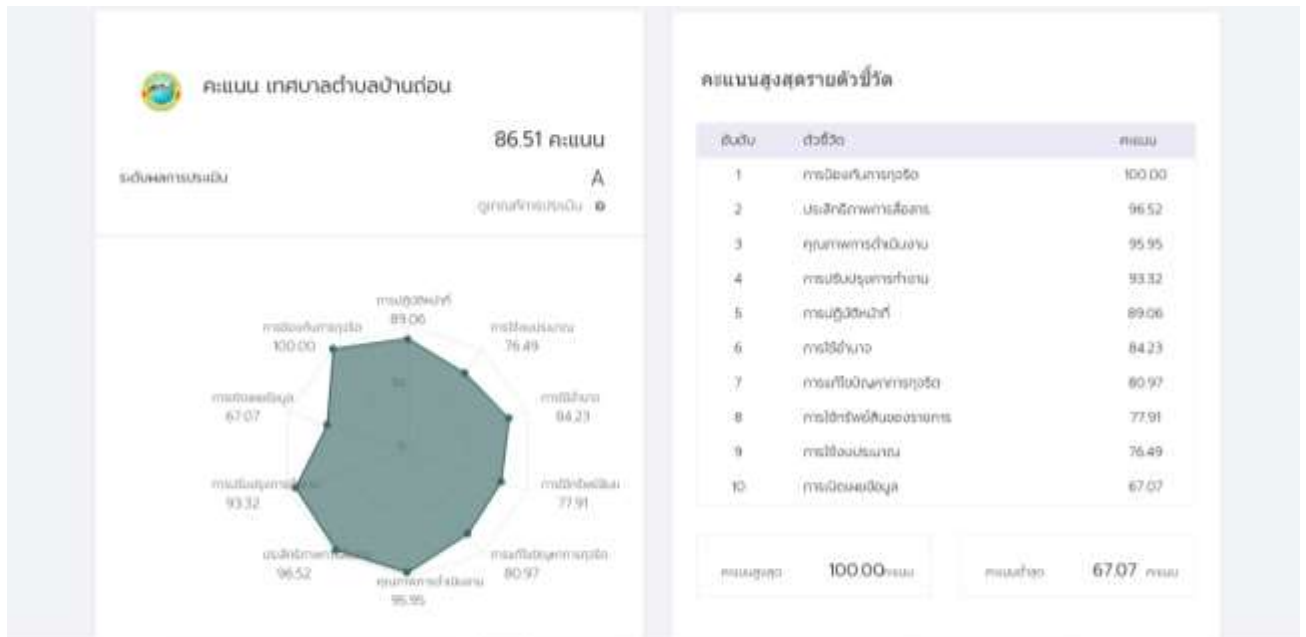 คะแนน เทศบาลตำบลบ้านถ่อน
86.51 คะแนน
ระดับผลการประเมิน
A
ดูเกณฑ์การประเมิน
การปฏิบัติหน้าที่
89.06
การป้องกันการทุจริต
100.00
การใช้งบประมาณ
76.49
การเปิดเผยข้อมูล
67.07
การใช้อำนาจ
84.23
การปรับปรุงการ
93.32
การใช้ทรัพย์สิน
77.91
ประสิทธิภาพการ
96.52
คุณภาพการดำเนินงาน
95.95
การแก้ไขปัญหาการทุจริต
80.97
คะแนนสูงสุดรายตัวชี้วัด
อันดับ ตัวชี้วัด คะแนน
1 การป้องกันการทุจริต 100.00
2 ประสิทธิภาพการสื่อสาร 96.52
3 คุณภาพการดำเนินงาน 95.95
4 การปรับปรุงการทำงาน 93.32
5 การปฏิบัติหน้าที่ 89.06
6 การใช้อำนาจ 84.23
7 การแก้ไขปัญหาการทุจริต 80.97
8 การใช้ทรัพย์สินของราชการ 77.91
9 การใช้งบประมาณ 76.49
10 การเปิดเผยข้อมูล 67.07
คะแนนสูงสุด 100.00 คะแนน
คะแนนต่ำสุด 67.07 คะแนน